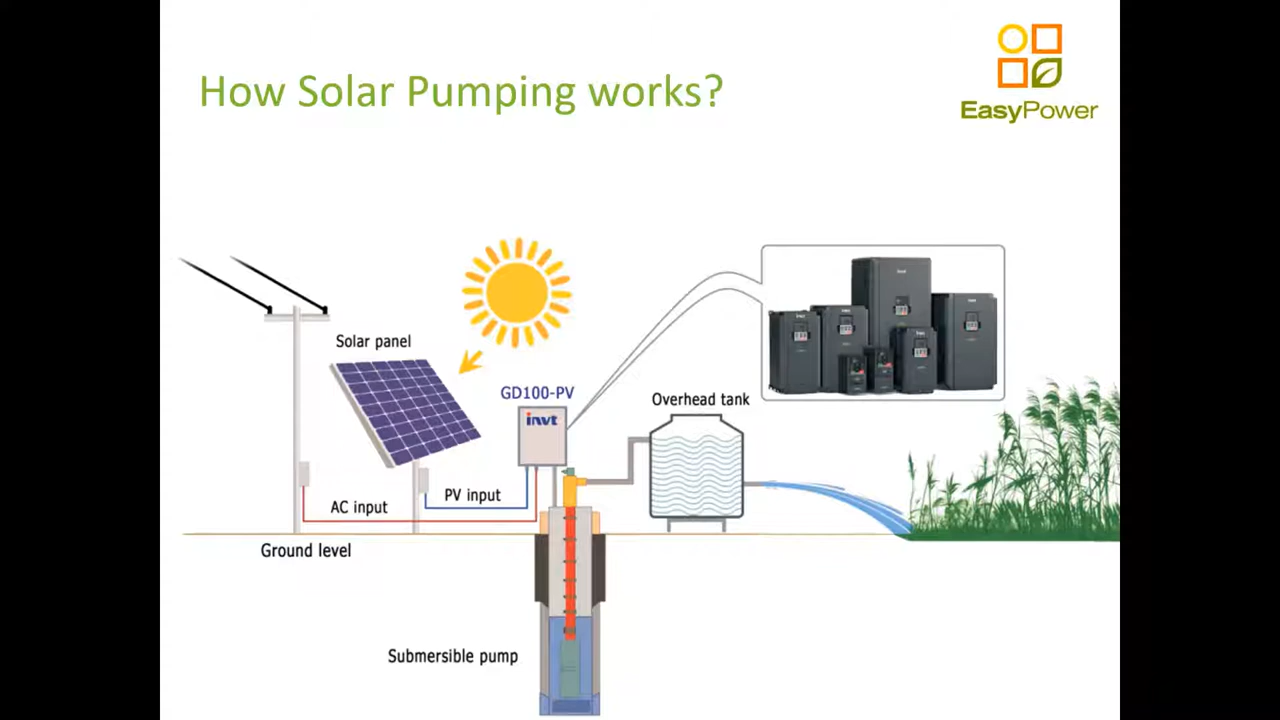 How Solar Pumping works?
EasyPower
Solar panel
GD100-PV
invt
Overhead tank
PV input
AC input
Ground level
Submersible pump